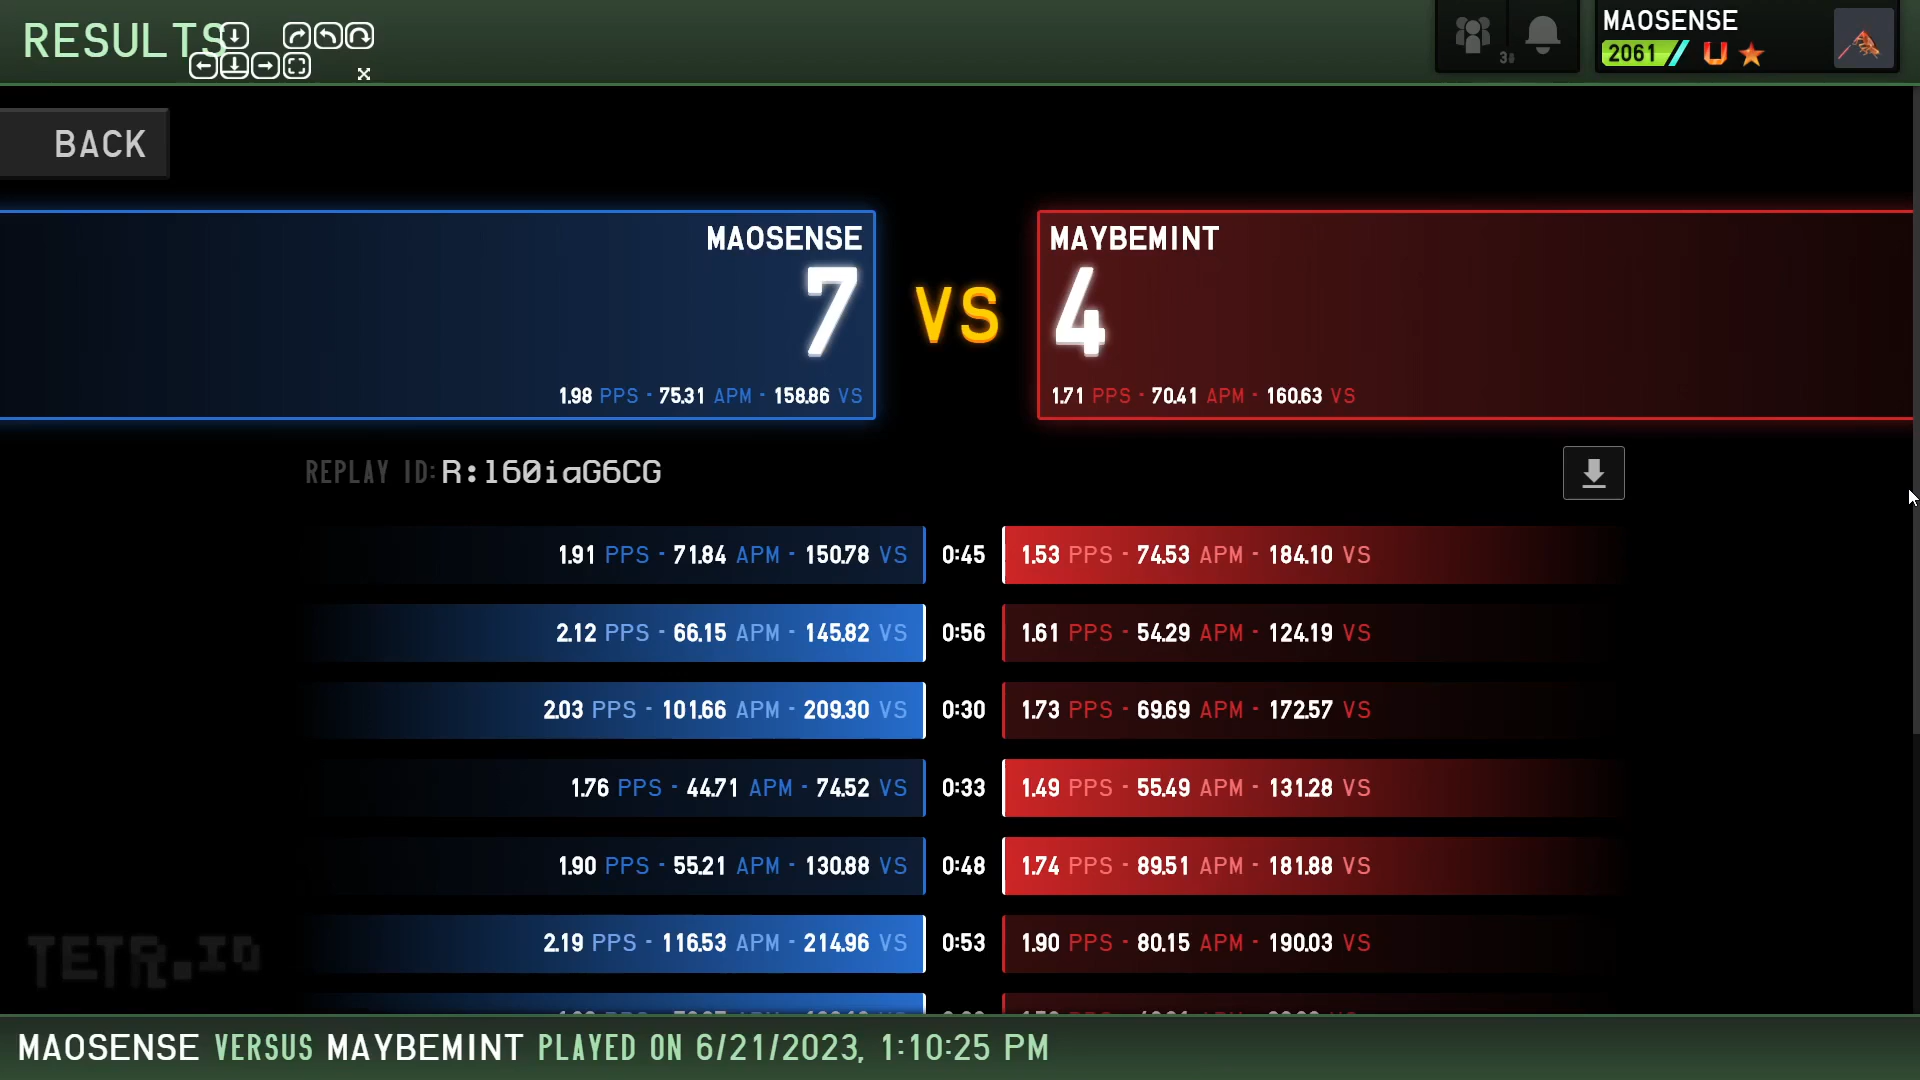 RESULTS
MAOSENSE
2061
BACK
MAOSENSE
7
1.98 PPS - 75.31 APM - 158.86 VS
VS
MAYBEMINT
4
1.71 PPS - 70.41 APM - 160.63 VS
REPLAY ID: R:l60iaG6CG
1.91 PPS - 71.84 APM - 150.78 VS 0:45 1.53 PPS - 74.53 APM - 184.10 VS
2.12 PPS - 66.15 APM - 145.82 VS 0:56 1.61 PPS - 54.29 APM - 124.19 VS
2.03 PPS - 101.66 APM - 209.30 VS 0:30 1.73 PPS - 69.69 APM - 172.57 VS
1.76 PPS - 44.71 APM - 74.52 VS 0:33 1.49 PPS - 55.49 APM - 131.28 VS
1.90 PPS - 55.21 APM - 130.88 VS 0:48 1.74 PPS - 89.51 APM - 181.88 VS
2.19 PPS - 116.53 APM - 214.96 VS 0:53 1.90 PPS - 80.15 APM - 190.03 VS
TETR.IO
MAOSENSE VERSUS MAYBEMINT PLAYED ON 6/21/2023, 1:10:25 PM